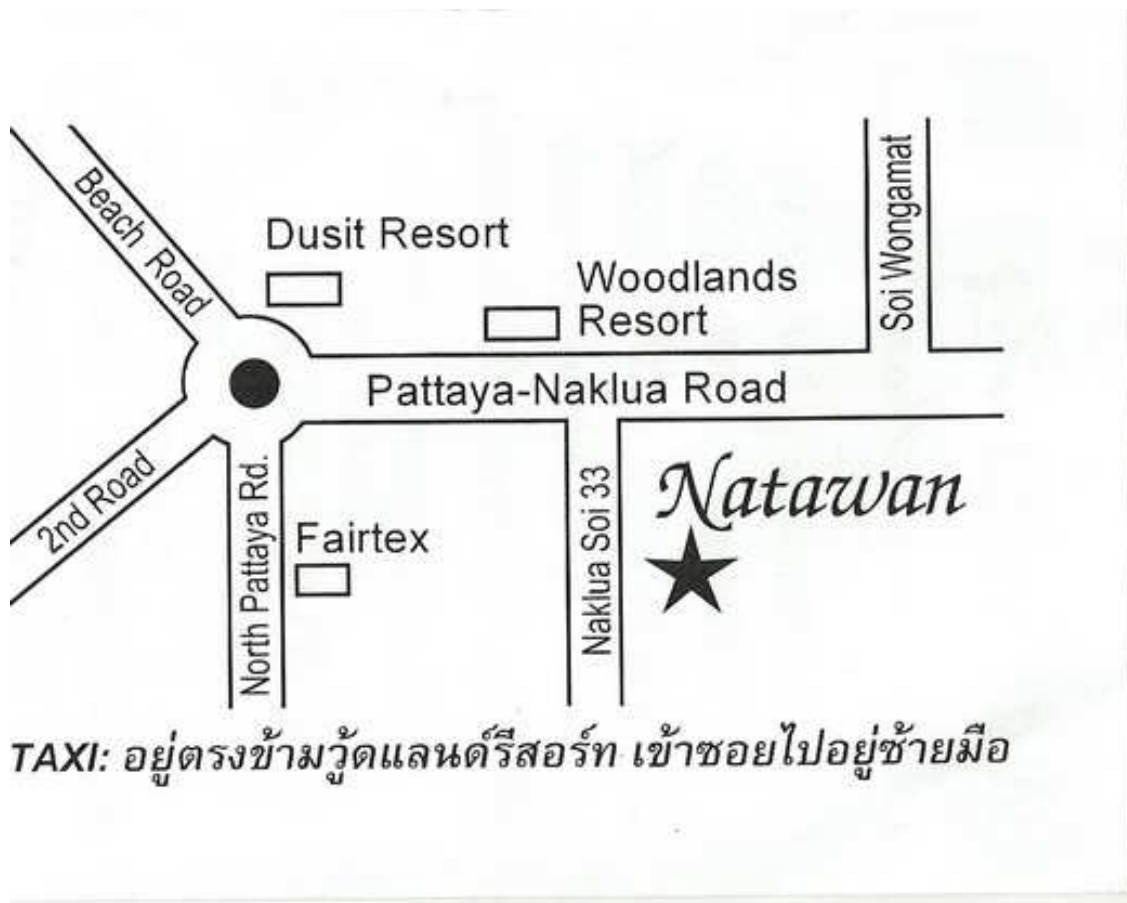 Beach Road
Dusit Resort
Woodlands
Resort
Soi Wongamat
Pattaya-Naklua Road
2nd Road
North Pattaya Rd.
Fairtex
Naklua Soi 33
Natawan
TAXI: อยู่ตรงข้ามวู้ดแลนด์รีสอร์ท เข้าซอยไปอยู่ซ้ายมือ